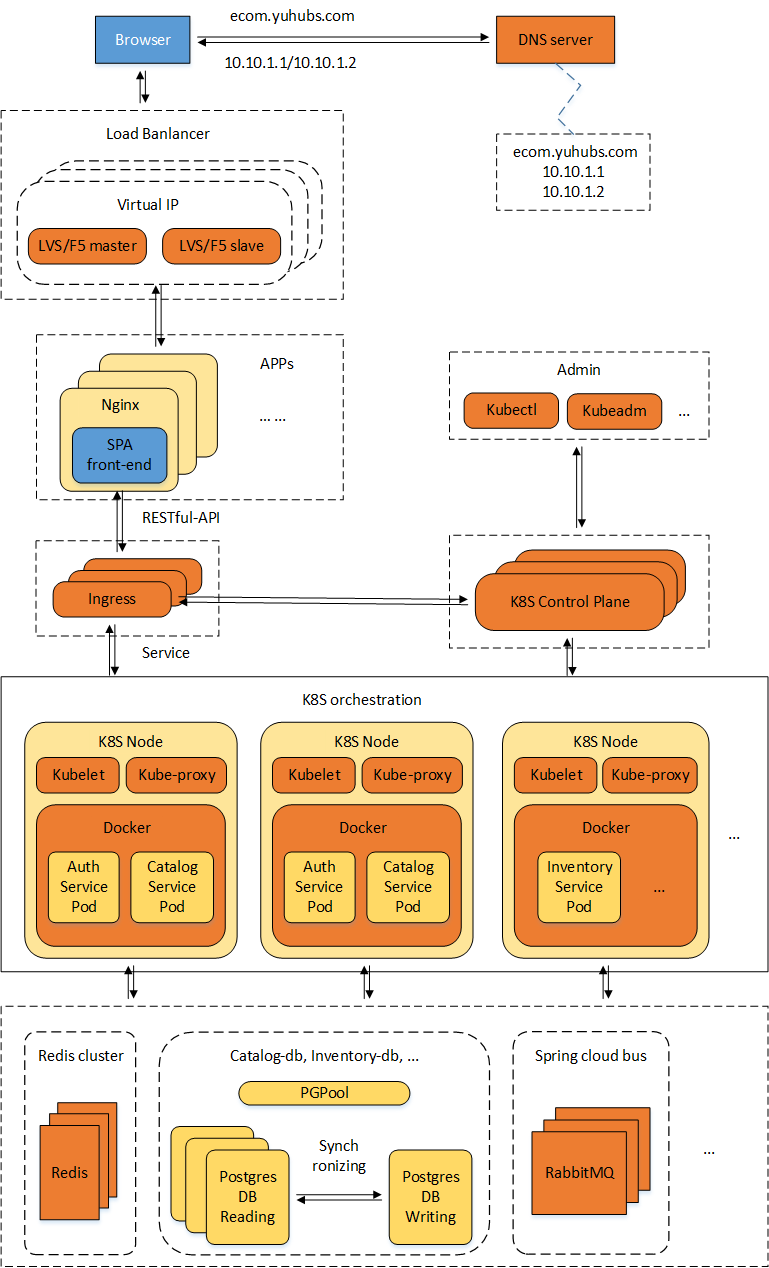 ecom.yuhubs.com
Browser
DNS server
10.10.1.1/10.10.1.2
Load Banlancer
ecom.yuhubs.com
10.10.1.1
10.10.1.2
Virtual IP
LVS/F5 master
LVS/F5 slave
APPs
Nginx
... ...
SPA
front-end
Admin
Kubectl
Kubeadm
...
RESTful-API
Ingress
K8S Control Plane
Service
K8S orchestration
K8S Node
Kubelet
Kube-proxy
Docker
Auth
Service
Pod
Catalog
Service
Pod
K8S Node
Kubelet
Kube-proxy
Docker
Auth
Service
Pod
Catalog
Service
Pod
K8S Node
Kubelet
Kube-proxy
Docker
Inventory
Service
Pod
...
...
Redis cluster
Redis
Catalog-db, Inventory-db, ...
PGPool
Postgres
DB
Reading
Synch
ronizing
Postgres
DB
Writing
Spring cloud bus
RabbitMQ
...